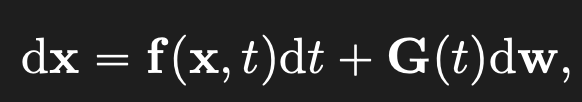 dx = f(x, t)dt + G(t)dw,